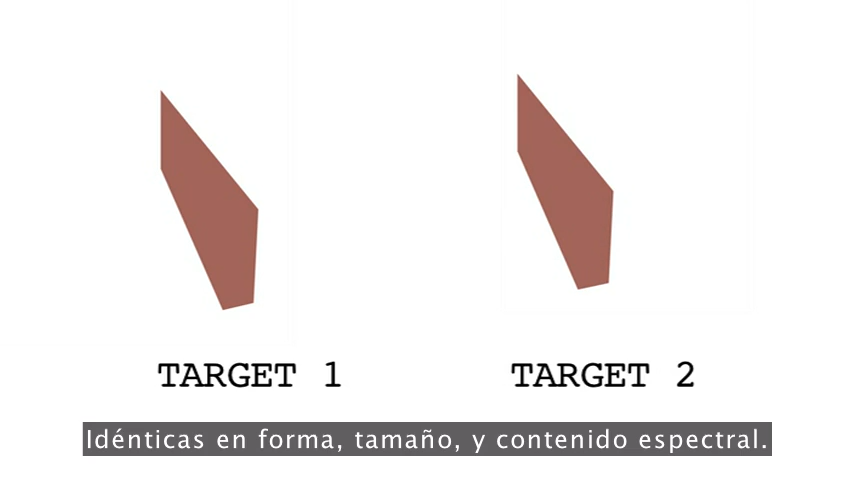 TARGET 1
TARGET 2
Idénticas en forma, tamaño, y contenido espectral.